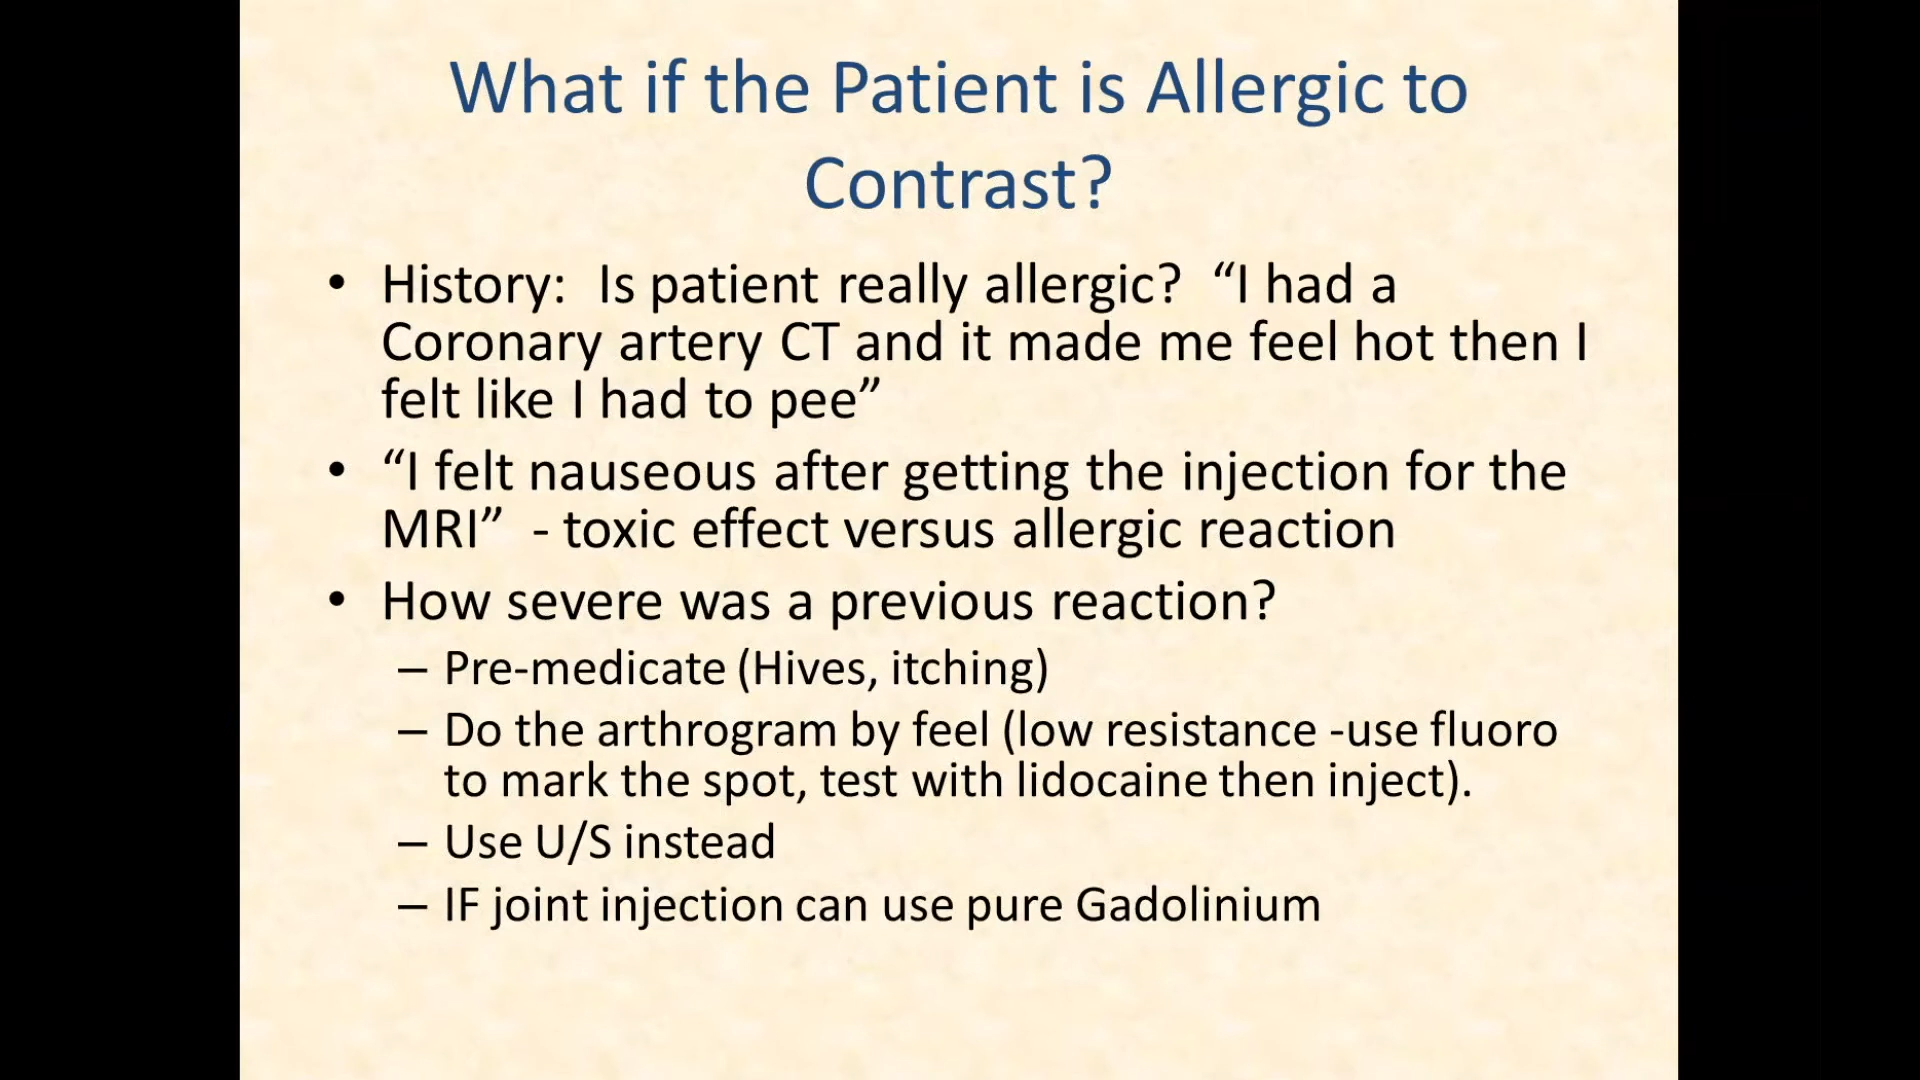 What if the Patient is Allergic to
Contrast?
• History:  Is patient really allergic?  “I had a
Coronary artery CT and it made me feel hot then I
felt like I had to pee”
• “I felt nauseous after getting the injection for the
MRI”  - toxic effect versus allergic reaction
• How severe was a previous reaction?
– Pre-medicate (Hives, itching)
– Do the arthrogram by feel (low resistance -use fluoro
to mark the spot, test with lidocaine then inject).
– Use U/S instead
– IF joint injection can use pure Gadolinium